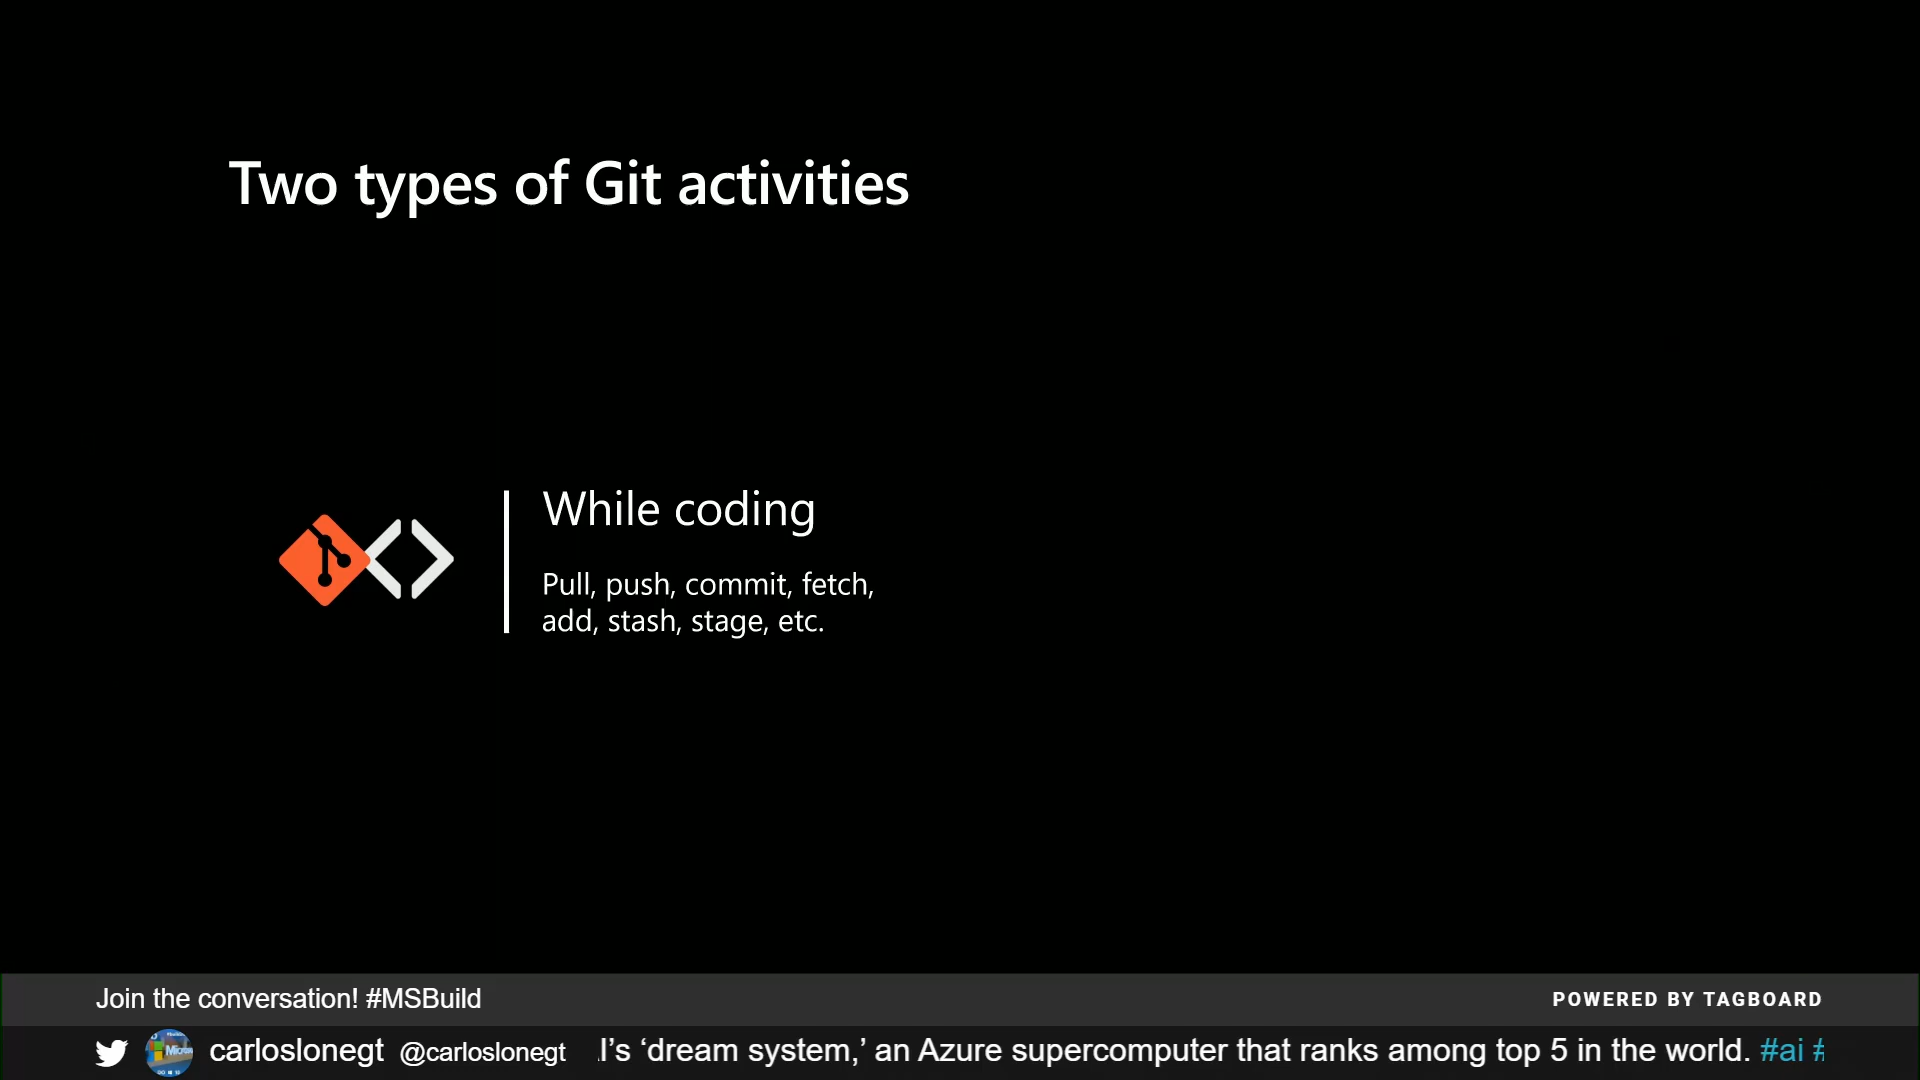 Two types of Git activities
While coding
Pull, push, commit, fetch,
add, stash, stage, etc.
Join the conversation! #MSBuild
POWERED BY TAGBOARD
carloslonegt @carloslonegt I's ‘dream system,’ an Azure supercomputer that ranks among top 5 in the world. #ai #